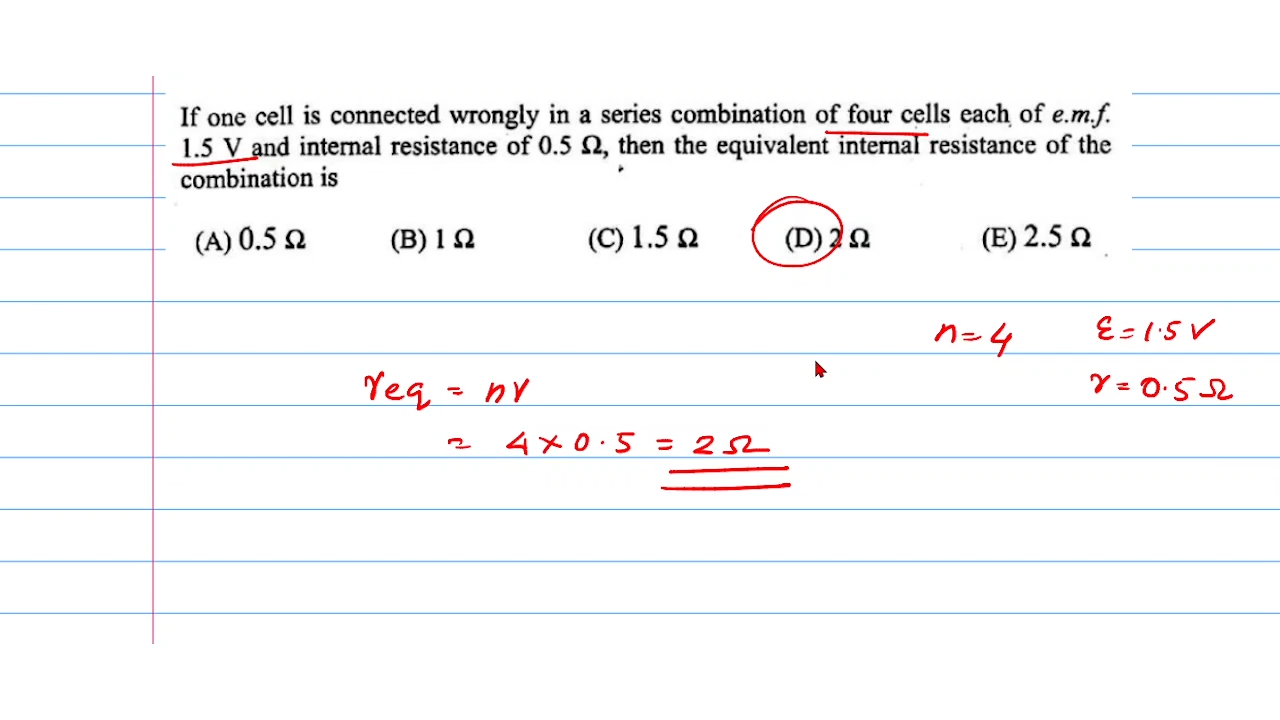 If one cell is connected wrongly in a series combination of four cells each of e.m.f.
1.5 V and internal resistance of 0.5 Ω, then the equivalent internal resistance of the
combination is
(A) 0.5 Ω (B) 1 Ω (C) 1.5 Ω (D) 2 Ω (E) 2.5 Ω
n = 4 ε = 1.5 V
req = nr r = 0.5 Ω
= 4 × 0.5 = 2 Ω